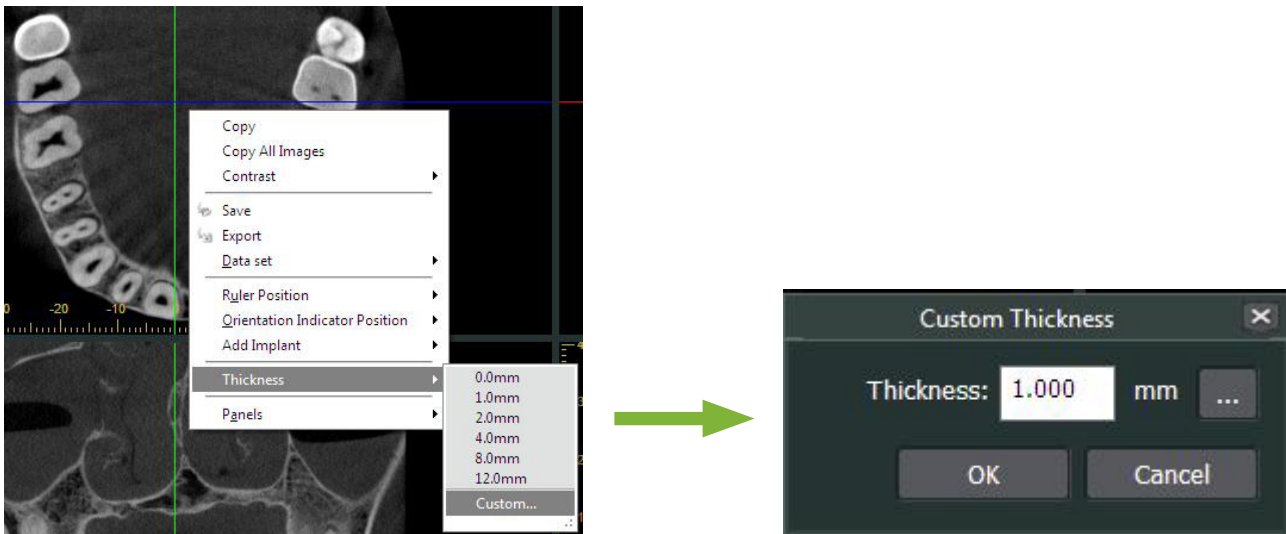 Copy
Copy All Images
Contrast
Save
Export
Data set
0 -20 -10
Ruler Position
Orientation Indicator Position
Add Implant
Thickness
Panels
0.0mm
1.0mm
2.0mm
4.0mm
8.0mm
12.0mm
Custom...
Custom Thickness
Thickness: 1.000 mm ...
OK Cancel